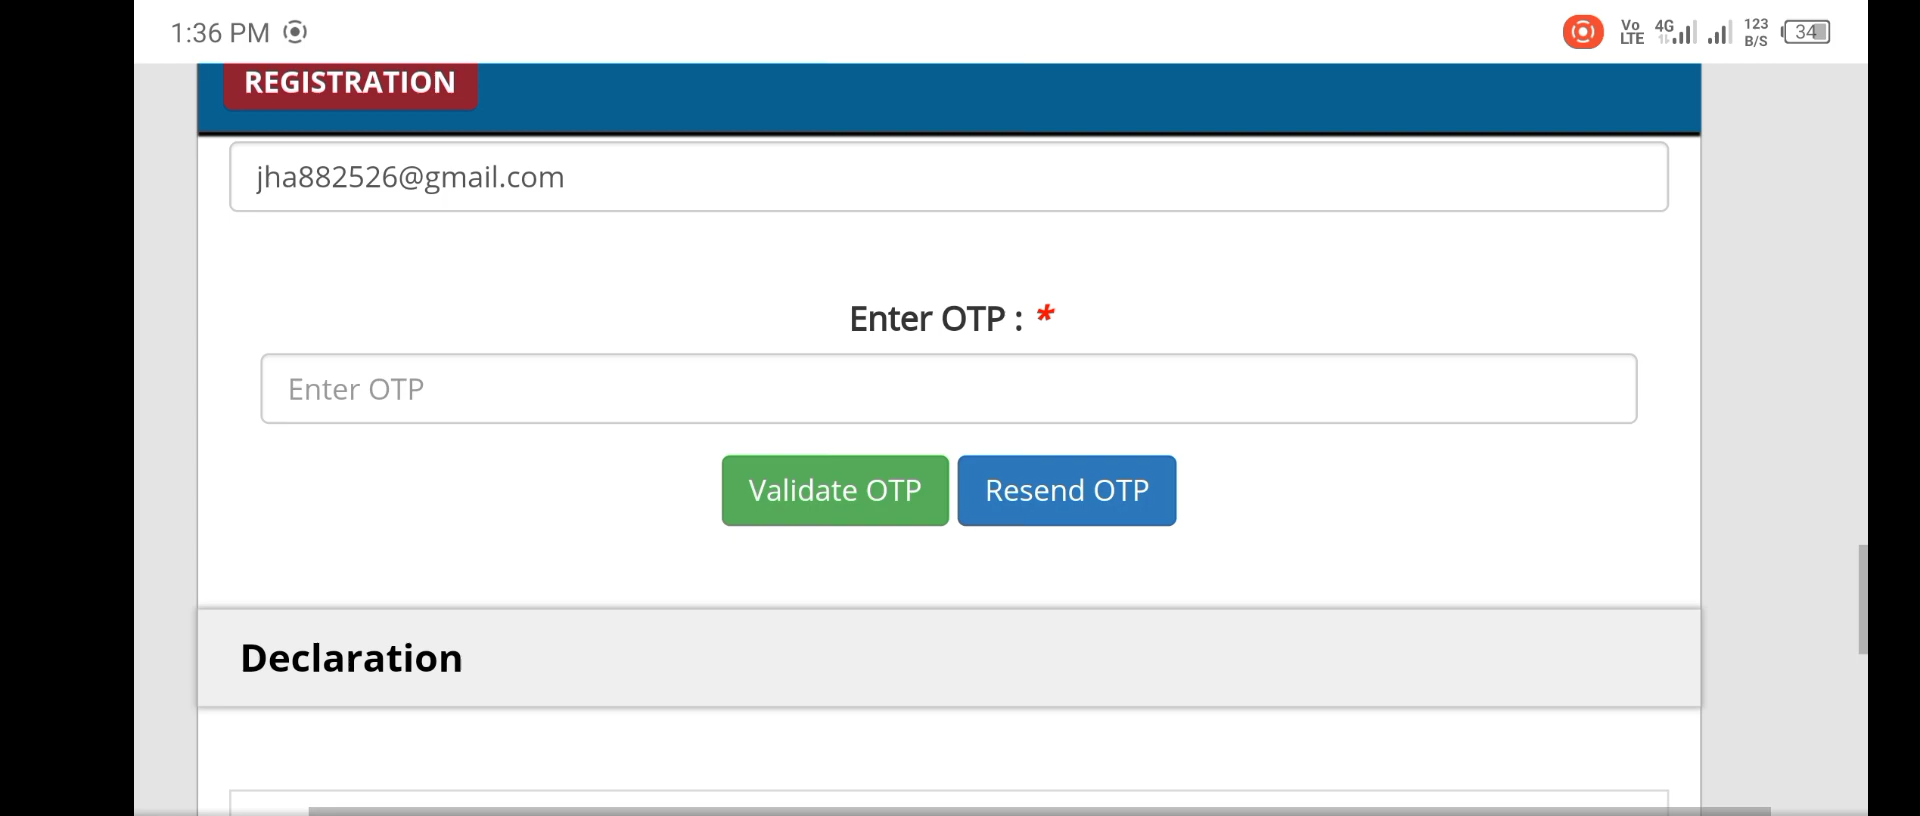 1:36 PM
Vo LTE 4G 123 B/S 34
REGISTRATION
jha882526@gmail.com
Enter OTP : *
Enter OTP
Validate OTP Resend OTP
Declaration